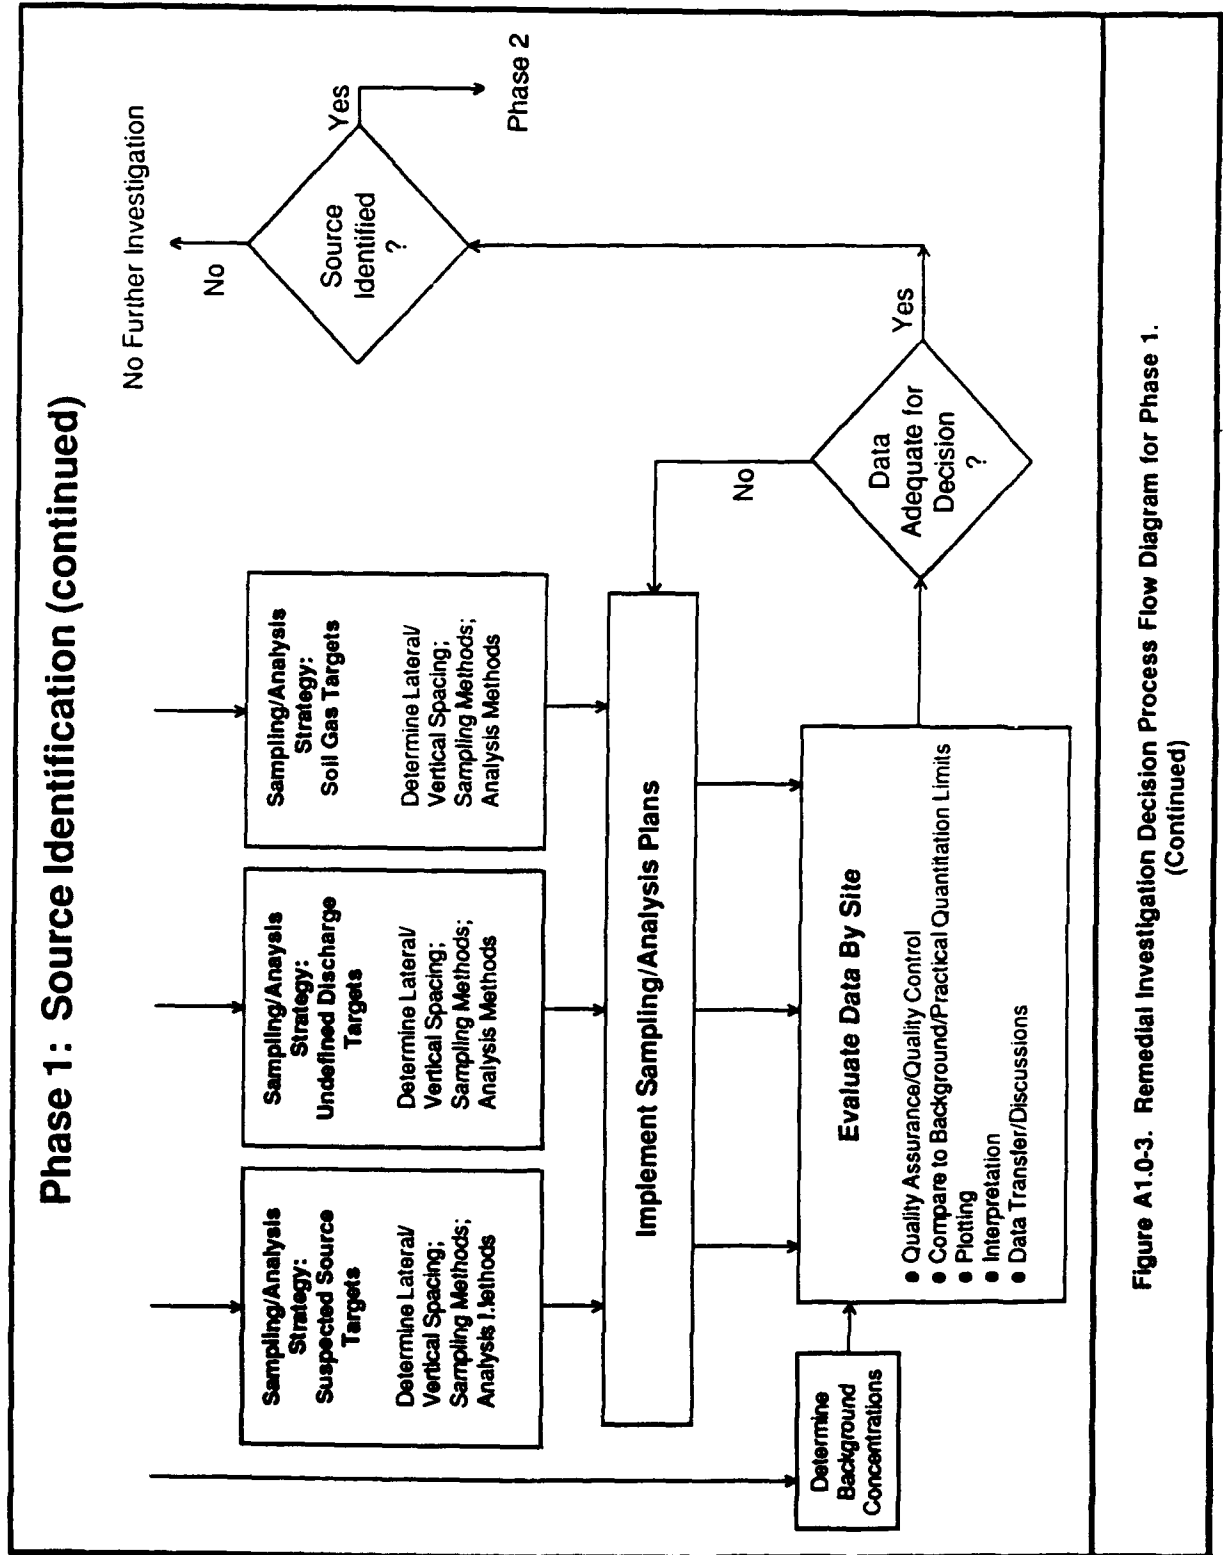 Phase 1: Source Identification (continued)
Sampling/Analysis
Strategy:
Suspected Source
Targets
Determine Lateral/
Vertical Spacing;
Sampling Methods;
Analysis Methods
Sampling/Anaysis
Strategy:
Undefined Discharge
Targets
Determine Lateral/
Vertical Spacing;
Sampling Methods;
Analysis Methods
Sampling/Analysis
Strategy:
Soil Gas Targets
Determine Lateral/
Vertical Spacing;
Sampling Methods;
Analysis Methods
No Further Investigation
No
Source
Identified
?
Yes
Phase 2
Implement Sampling/Analysis Plans
No
Data
Adequate for
Decision
?
Yes
Determine
Background
Concentrations
Evaluate Data By Site
● Quality Assurance/Quality Control
● Compare to Background/Practical Quantitation Limits
● Plotting
● Interpretation
● Data Transfer/Discussions
Figure A1.0-3. Remedial Investigation Decision Process Flow Diagram for Phase 1.
(Continued)